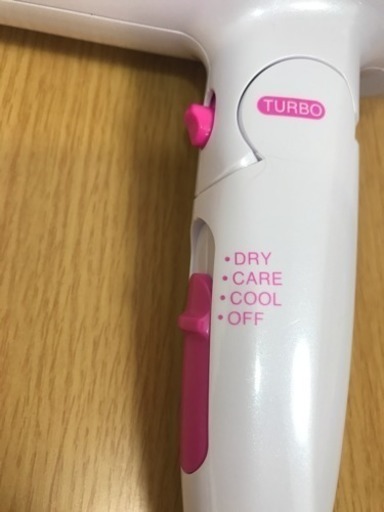 TURBO
• DRY
• CARE
• COOL
• OFF